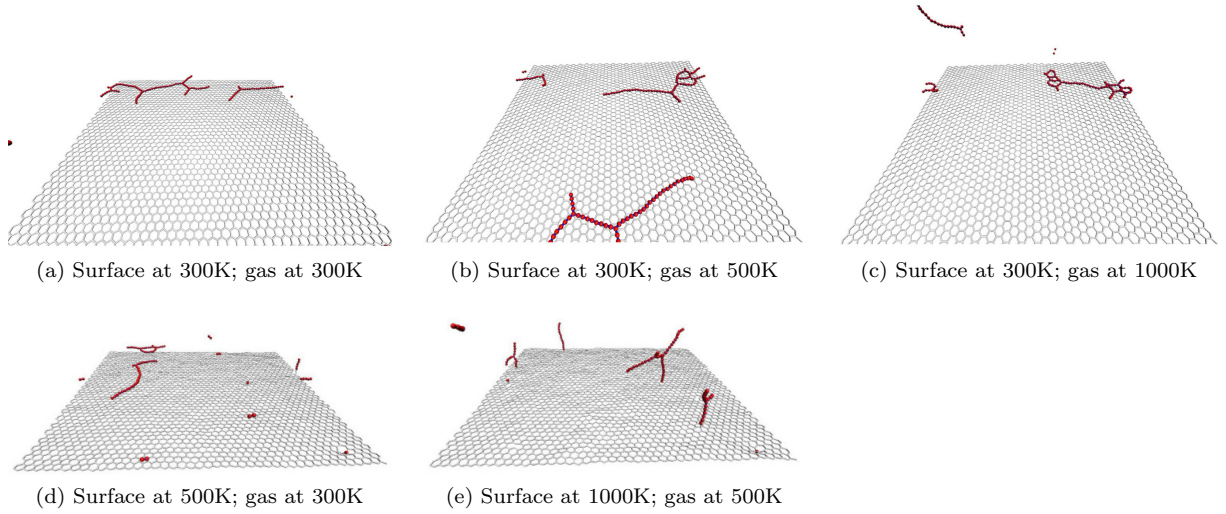 (a) Surface at 300K; gas at 300K
(b) Surface at 300K; gas at 500K
(c) Surface at 300K; gas at 1000K
(d) Surface at 500K; gas at 300K
(e) Surface at 1000K; gas at 500K